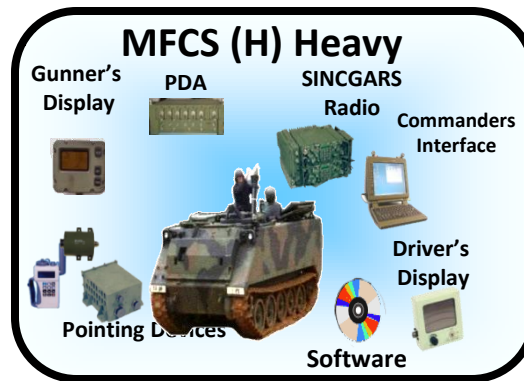 MFCS (H) Heavy
Gunner's
Display
PDA
SINCGARS
Radio
Commanders
Interface
Driver's
Display
Pointing Devices
Software